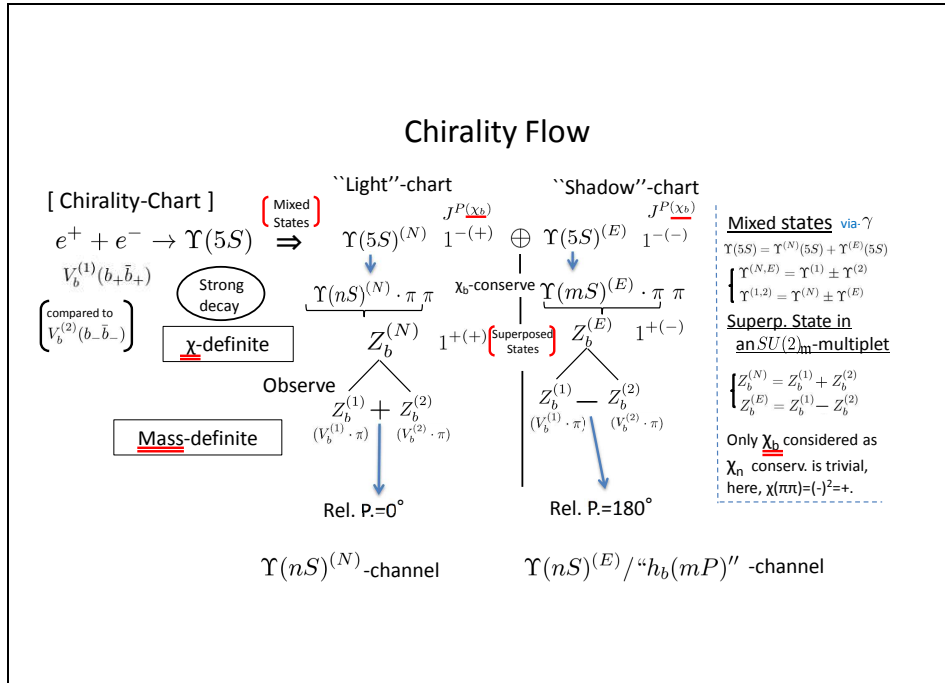 Chirality Flow
[ Chirality-Chart ]
e⁺ + e⁻ → Υ(5S)
V_b^{(1)}(b₊b̄₊)
[compared to
V_b^{(2)}(b₋b̄₋)]
Strong
decay
χ-definite
Mass-definite
[Mixed
States]
⇒
``Light''-chart
J^{P(χ_b)}
Υ(5S)^{(N)} 1^{-(+)} ⊕
Υ(nS)^{(N)} · π π
χ_b-conserve
Z_b^{(N)} 1^{+(+)}
[Superposed
States]
Observe
Z_b^{(1)} + Z_b^{(2)}
(V_b^{(1)} · π) (V_b^{(2)} · π)
Rel. P.=0°
Υ(nS)^{(N)}-channel
``Shadow''-chart
J^{P(χ_b)}
Υ(5S)^{(E)} 1^{-(-)}
Υ(mS)^{(E)} · π π
Z_b^{(E)} 1^{+(-)}
Z_b^{(1)} − Z_b^{(2)}
(V_b^{(1)} · π) (V_b^{(2)} · π)
Rel. P.=180°
Υ(nS)^{(E)}/“h_b(mP)” -channel
Mixed states via·γ
Υ(5S) = Υ^{(N)}(5S) + Υ^{(E)}(5S)
{Υ^{(N,E)} = Υ^{(1)} ± Υ^{(2)}
Υ^{(1,2)} = Υ^{(N)} ± Υ^{(E)}
Superp. State in
an SU(2)_m-multiplet
{Z_b^{(N)} = Z_b^{(1)} + Z_b^{(2)}
Z_b^{(E)} = Z_b^{(1)} − Z_b^{(2)}
Only χ_b considered as
χ_n conserv. is trivial,
here, χ(ππ)=(-)²=+.